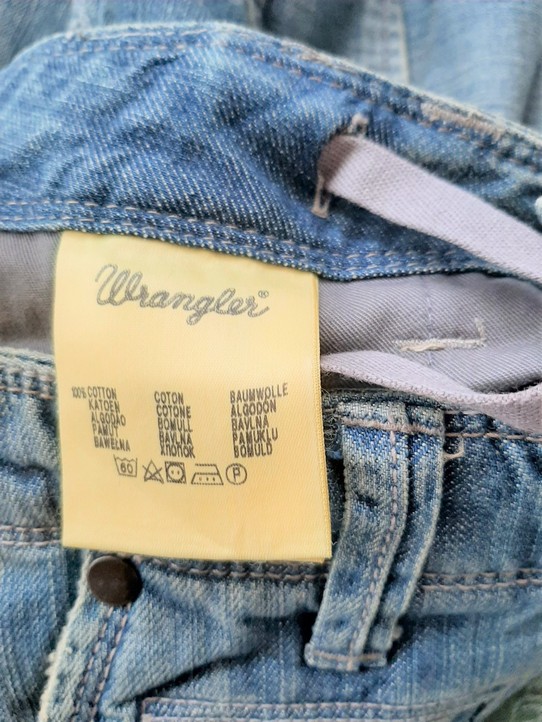 Wrangler®
100% COTTON COTON BAUMWOLLE
KATOEN COTONE ALGODON
ALGODAO BOMULL BAVLNA
PAMUT BAVLNA PAMUKLU
BAWEŁNA ХЛОПОК BOMULD
60 P